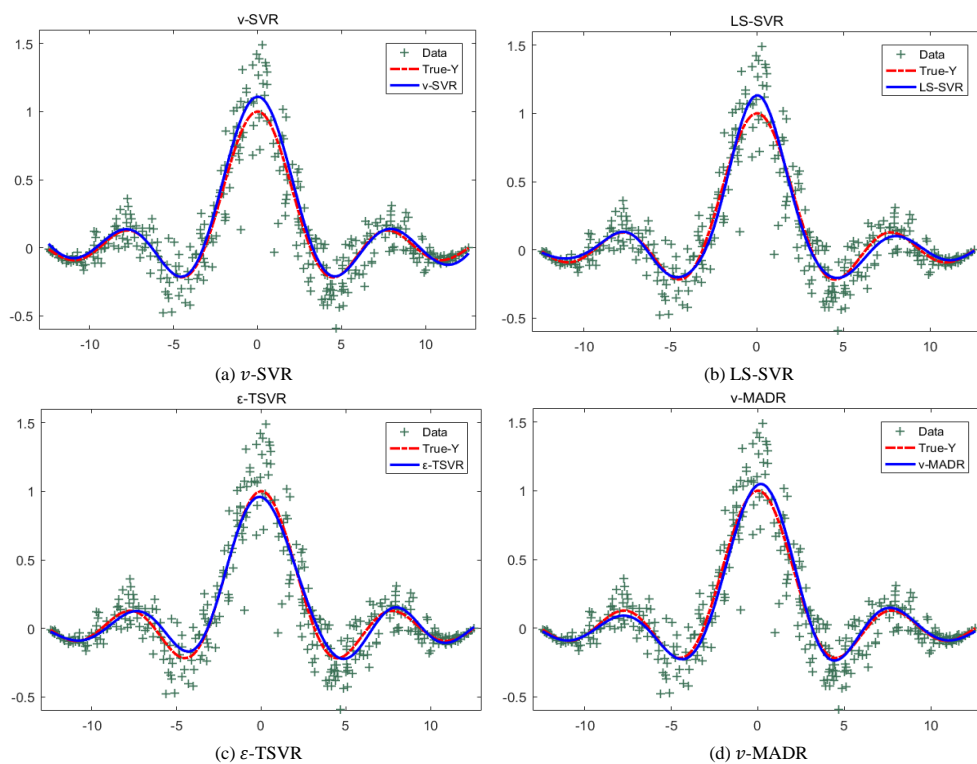 ν-SVR
1.5
1
0.5
0
-0.5
-10
-5
0
5
10
Data
True-Y
ν-SVR
(a) 𝑣-SVR
LS-SVR
1.5
1
0.5
0
-0.5
-10
-5
0
5
10
Data
True-Y
LS-SVR
(b) LS-SVR
ε-TSVR
1.5
1
0.5
0
-0.5
-10
-5
0
5
10
Data
True-Y
ε-TSVR
(c) ε-TSVR
ν-MADR
1.5
1
0.5
0
-0.5
-10
-5
0
5
10
Data
True-Y
ν-MADR
(d) 𝑣-MADR